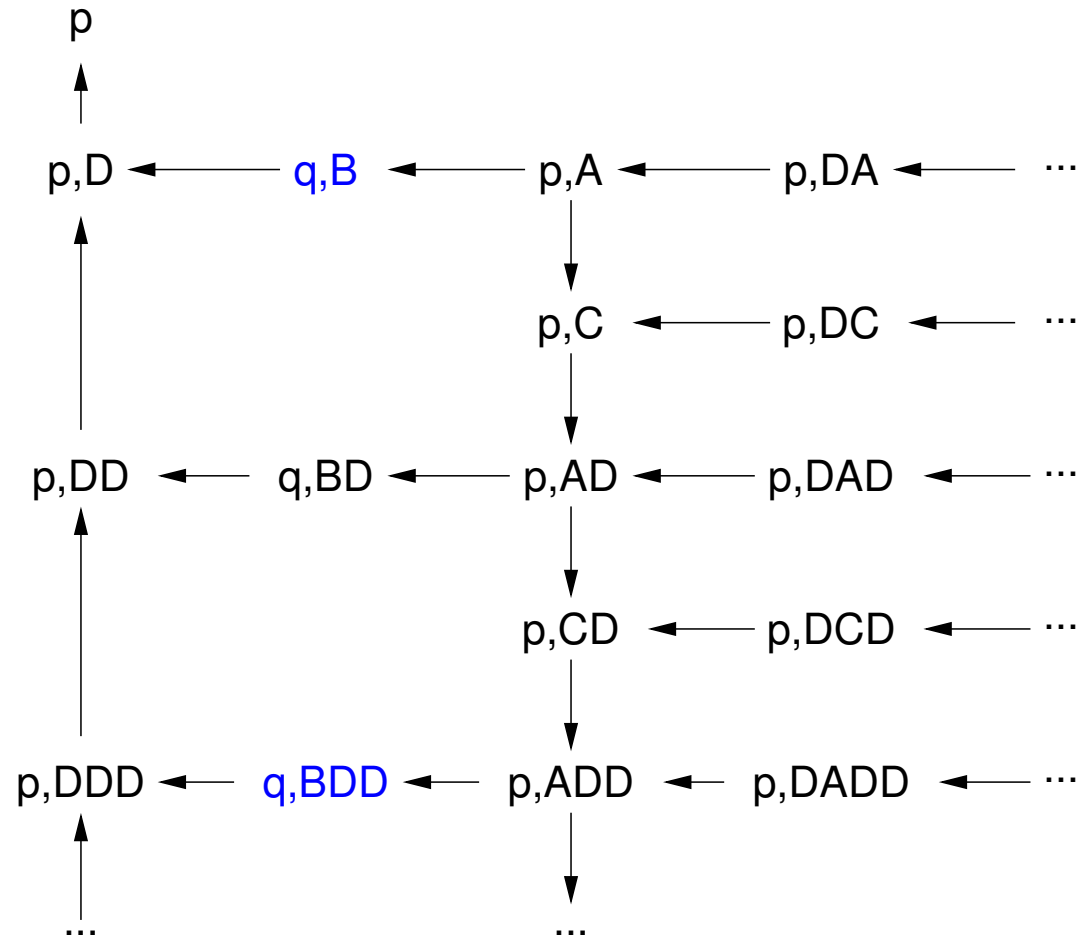 p
p,D q,B p,A p,DA ...
p,C p,DC ...
p,DD q,BD p,AD p,DAD ...
p,CD p,DCD ...
p,DDD q,BDD p,ADD p,DADD ...
... ...